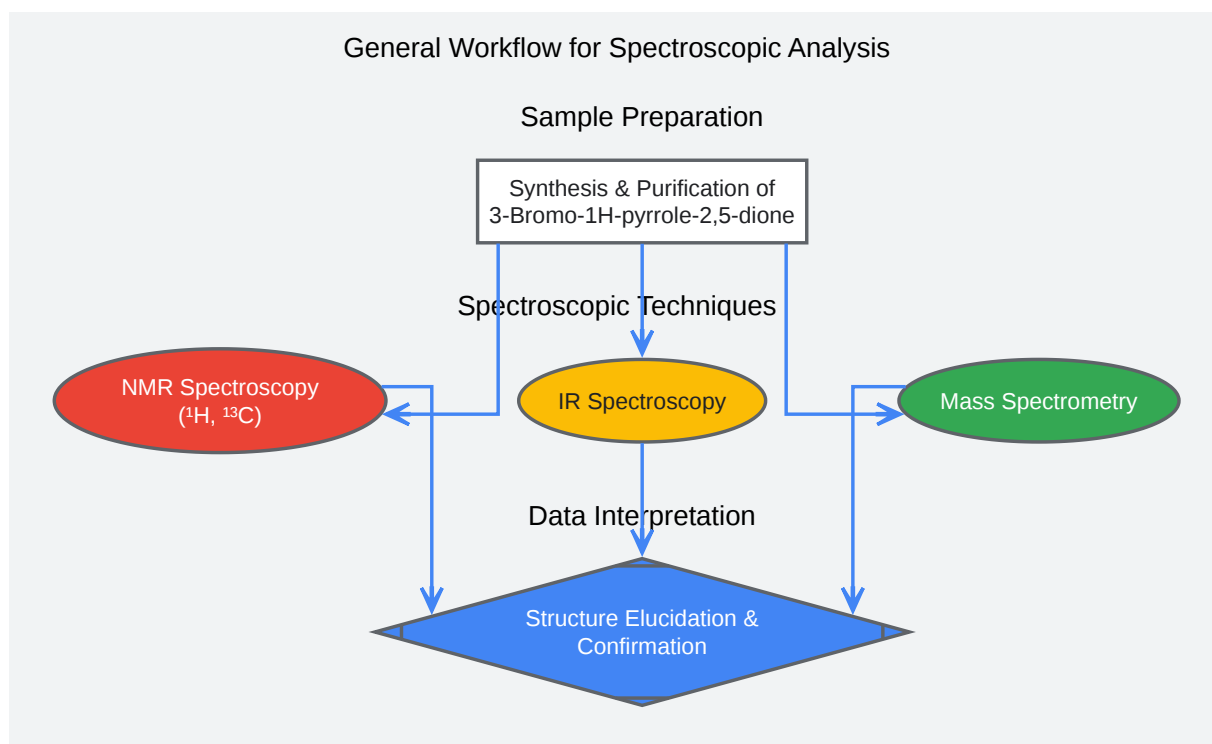 General Workflow for Spectroscopic Analysis
Sample Preparation
Synthesis & Purification of
3-Bromo-1H-pyrrole-2,5-dione
Spectroscopic Techniques
NMR Spectroscopy
(¹H, ¹³C)
IR Spectroscopy
Mass Spectrometry
Data Interpretation
Structure Elucidation &
Confirmation